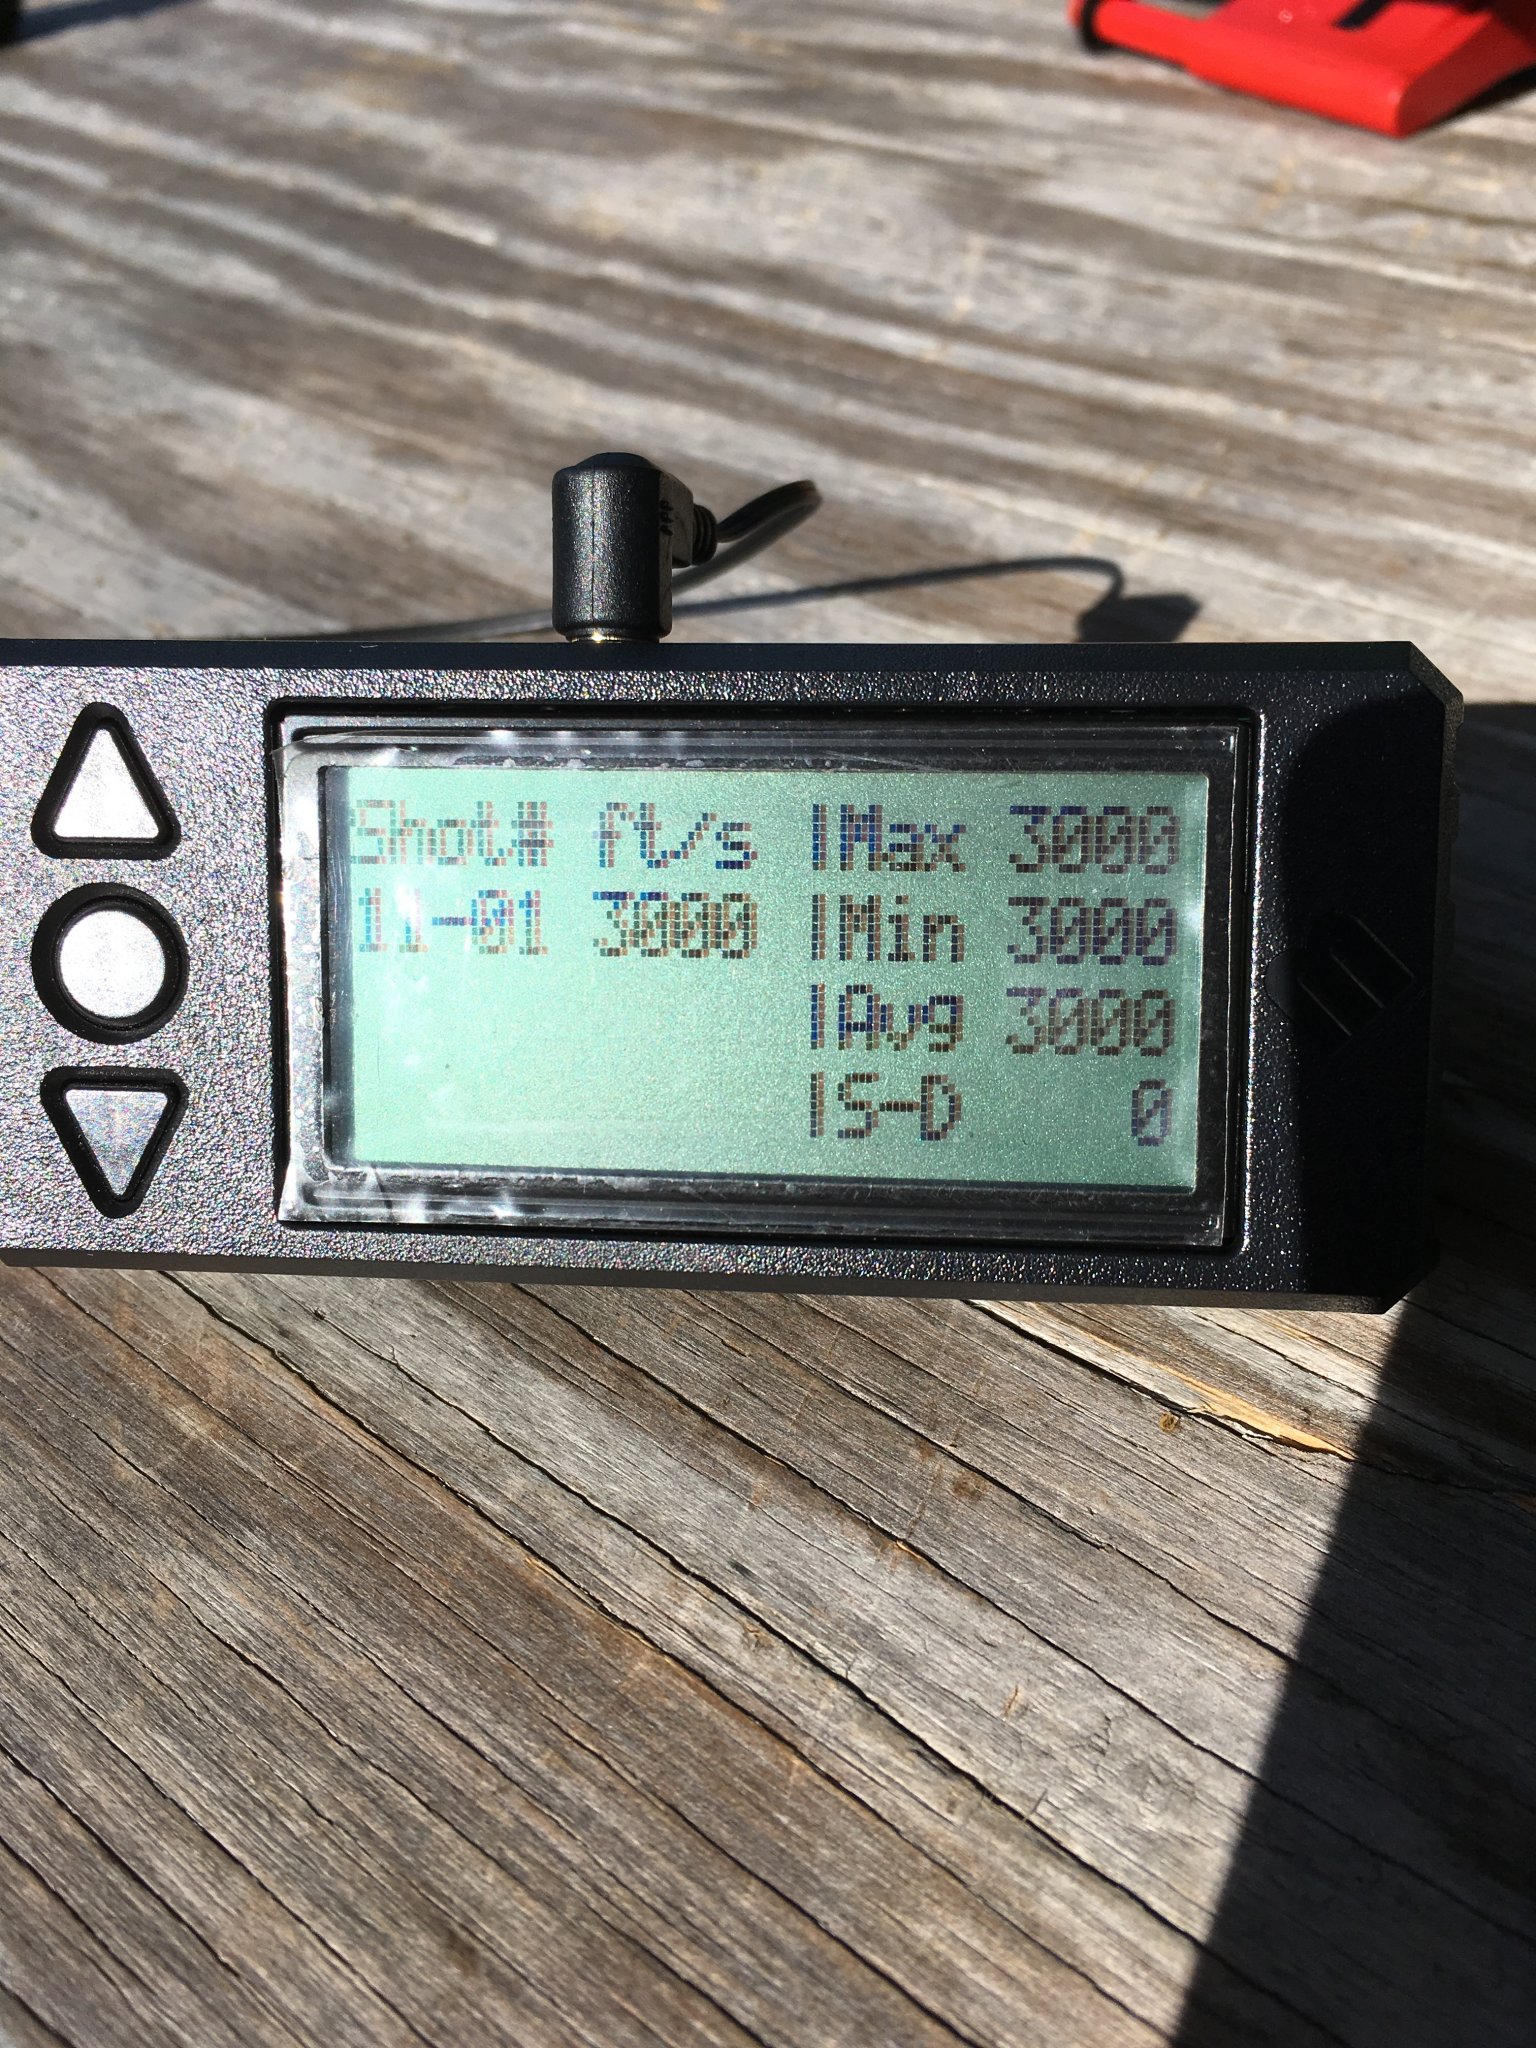 Shot# ft/s |Max 3000
11-01 3000 |Min 3000
|Avg 3000
|S-D 0